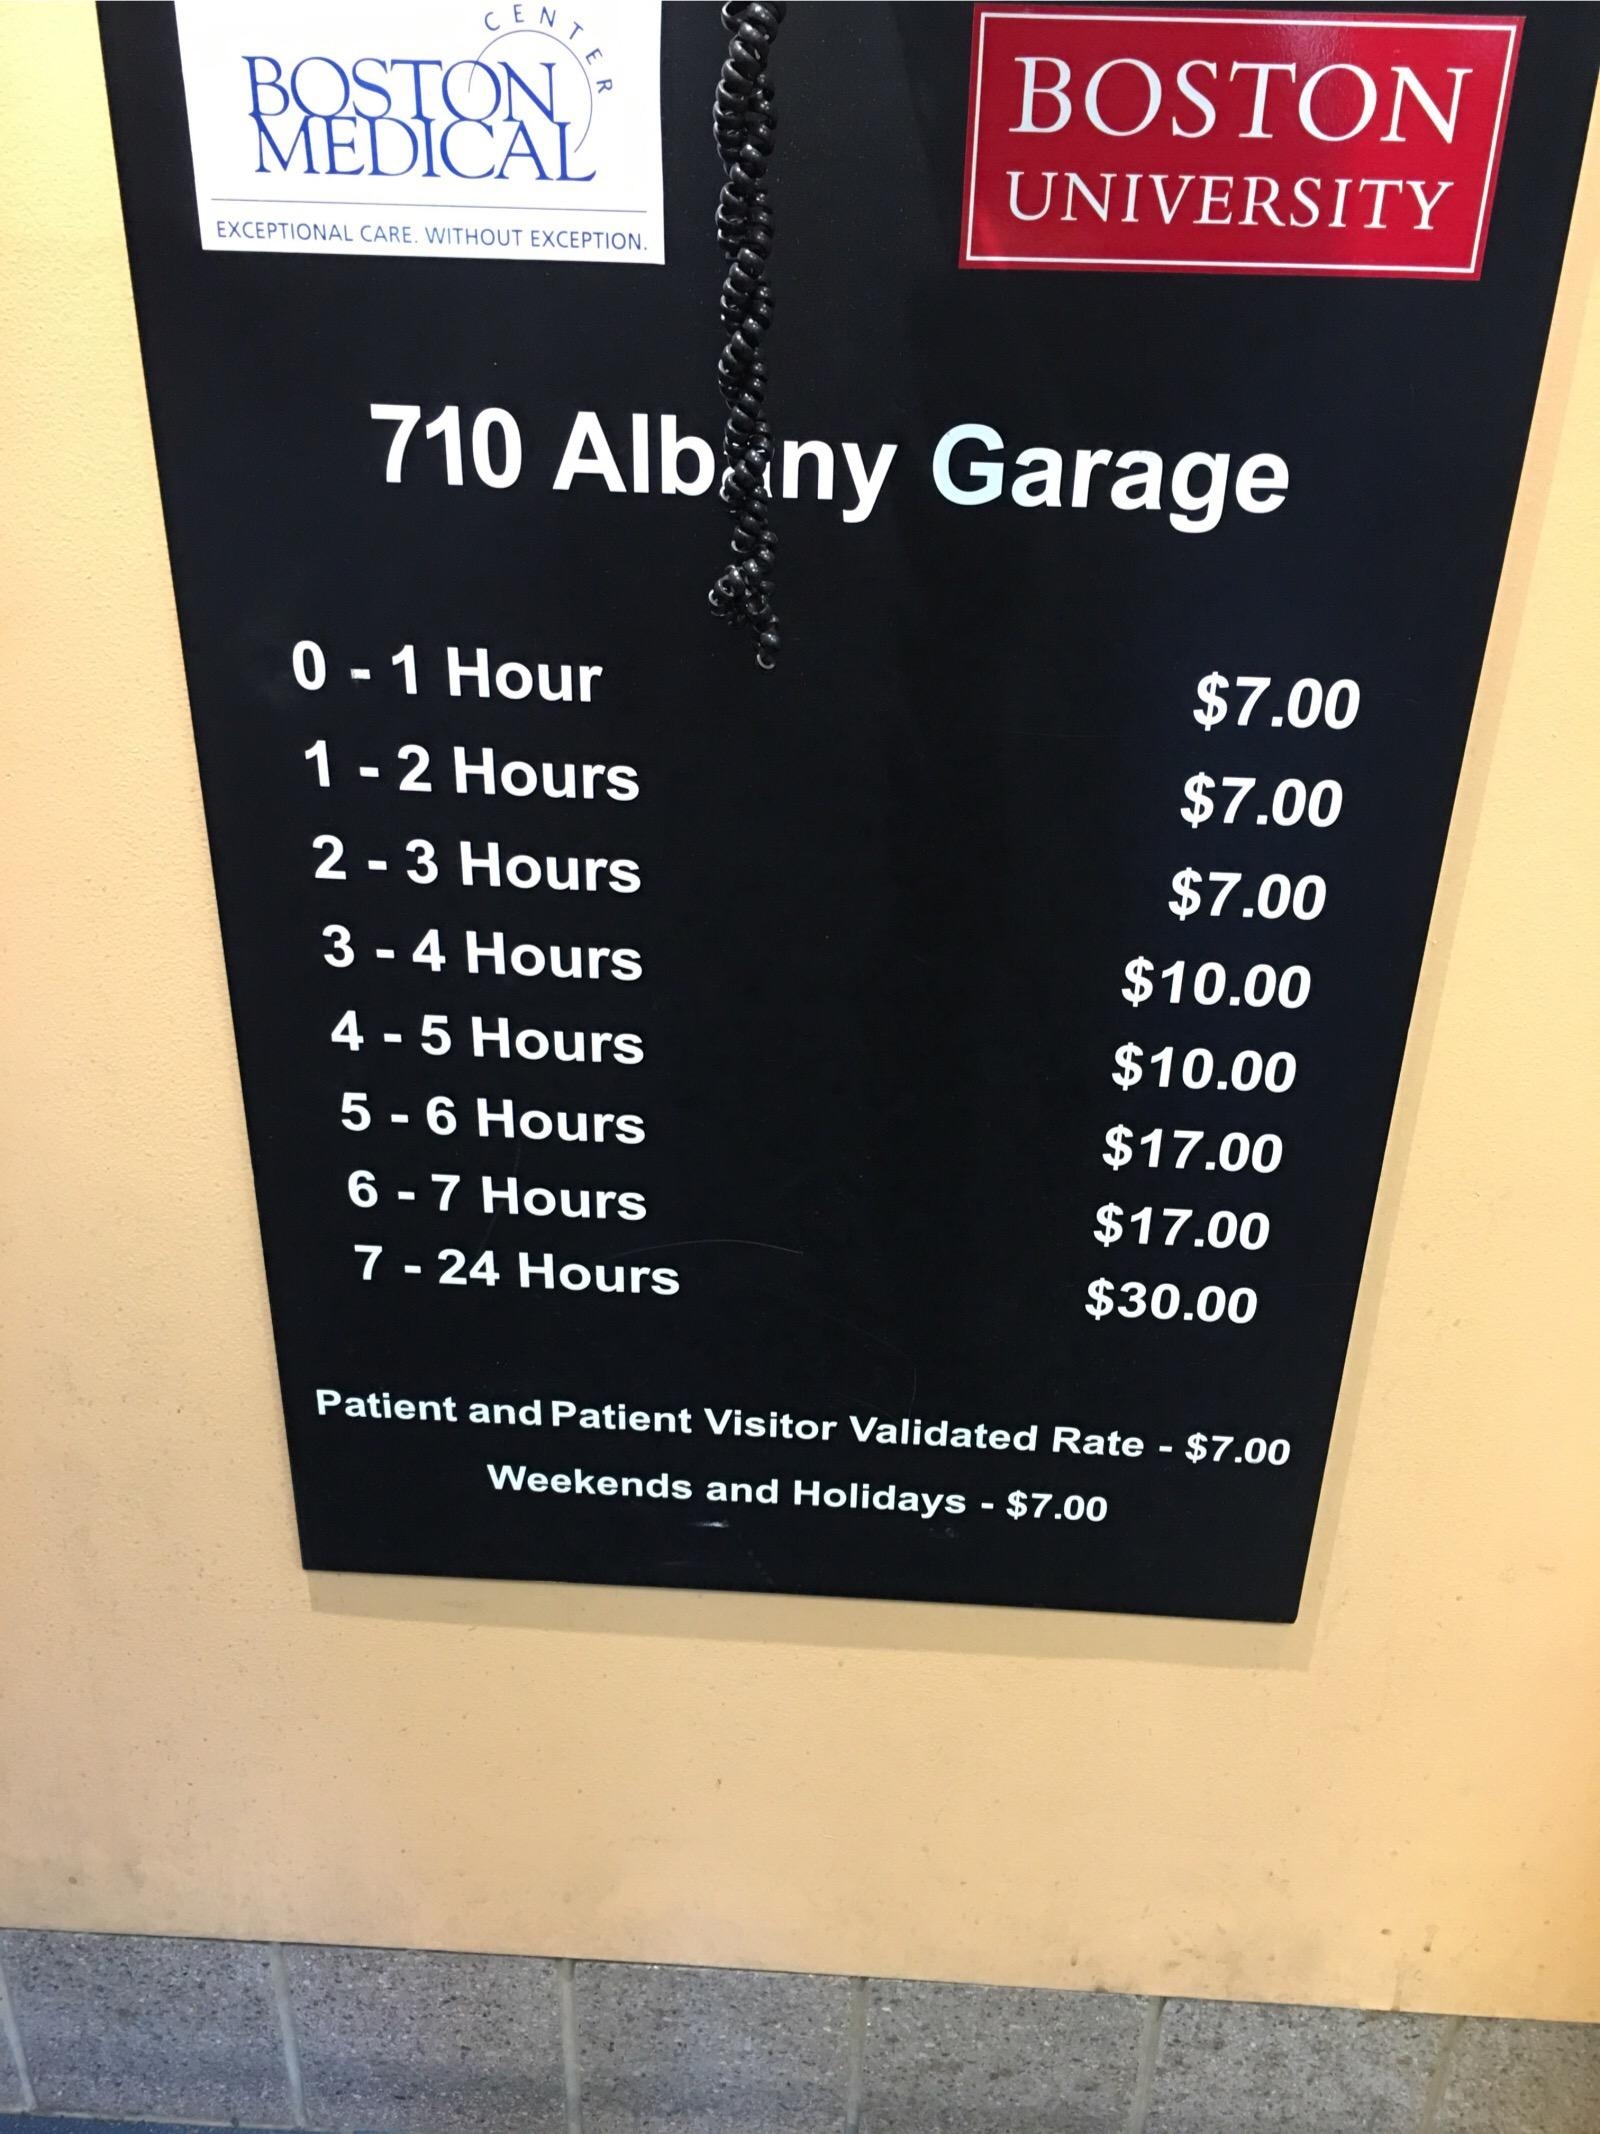 CENTER
BOSTON
MEDICAL
EXCEPTIONAL CARE. WITHOUT EXCEPTION.
BOSTON
UNIVERSITY
710 Albany Garage
0 - 1 Hour $7.00
1 - 2 Hours $7.00
2 - 3 Hours $7.00
3 - 4 Hours $10.00
4 - 5 Hours $10.00
5 - 6 Hours $17.00
6 - 7 Hours $17.00
7 - 24 Hours $30.00
Patient and Patient Visitor Validated Rate - $7.00
Weekends and Holidays - $7.00